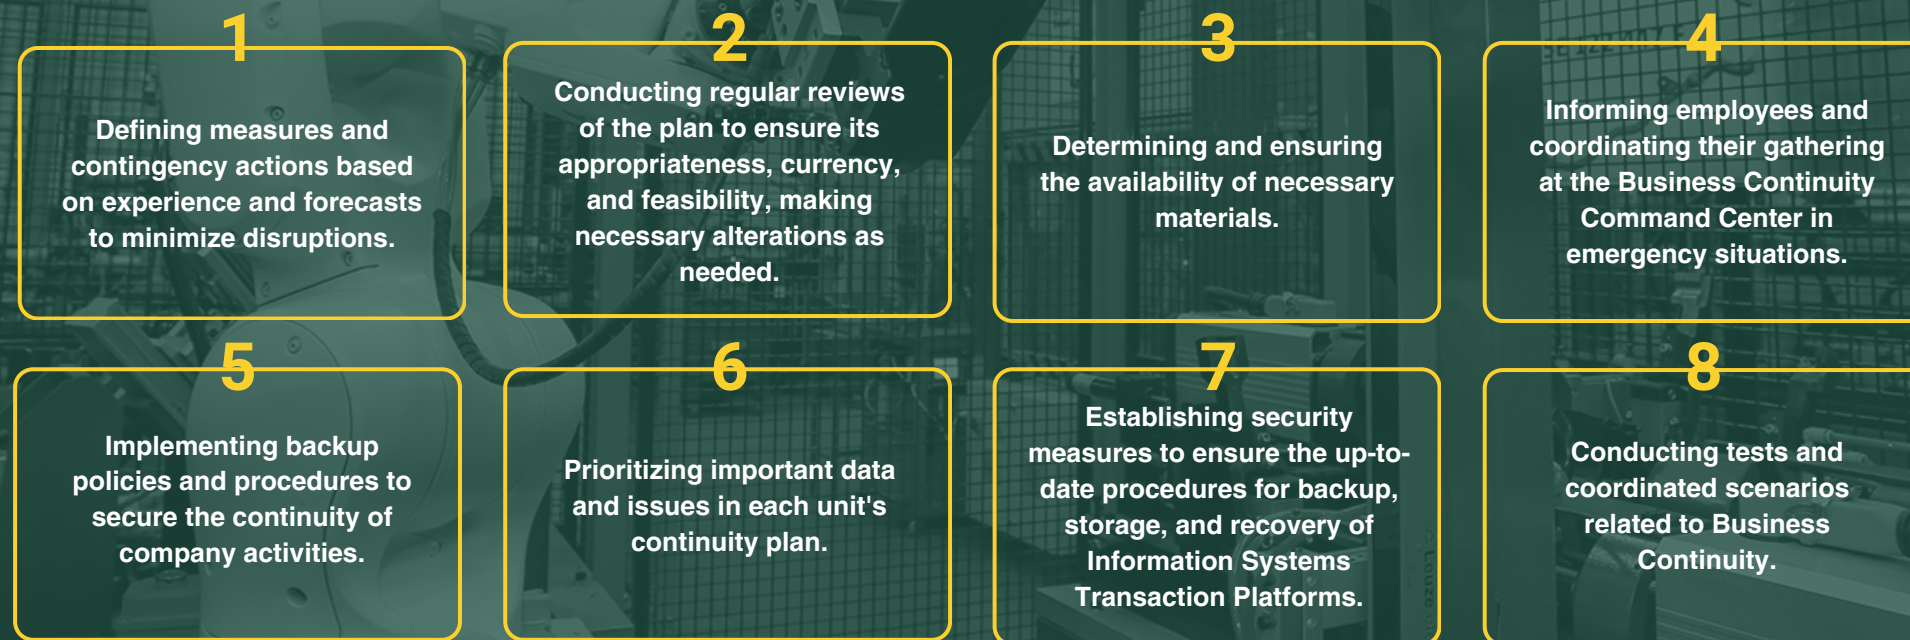 1
Defining measures and
contingency actions based
on experience and forecasts
to minimize disruptions.
2
Conducting regular reviews
of the plan to ensure its
appropriateness, currency,
and feasibility, making
necessary alterations as
needed.
3
Determining and ensuring
the availability of necessary
materials.
4
Informing employees and
coordinating their gathering
at the Business Continuity
Command Center in
emergency situations.
5
Implementing backup
policies and procedures to
secure the continuity of
company activities.
6
Prioritizing important data
and issues in each unit's
continuity plan.
7
Establishing security
measures to ensure the up-to-
date procedures for backup,
storage, and recovery of
Information Systems
Transaction Platforms.
8
Conducting tests and
coordinated scenarios
related to Business
Continuity.